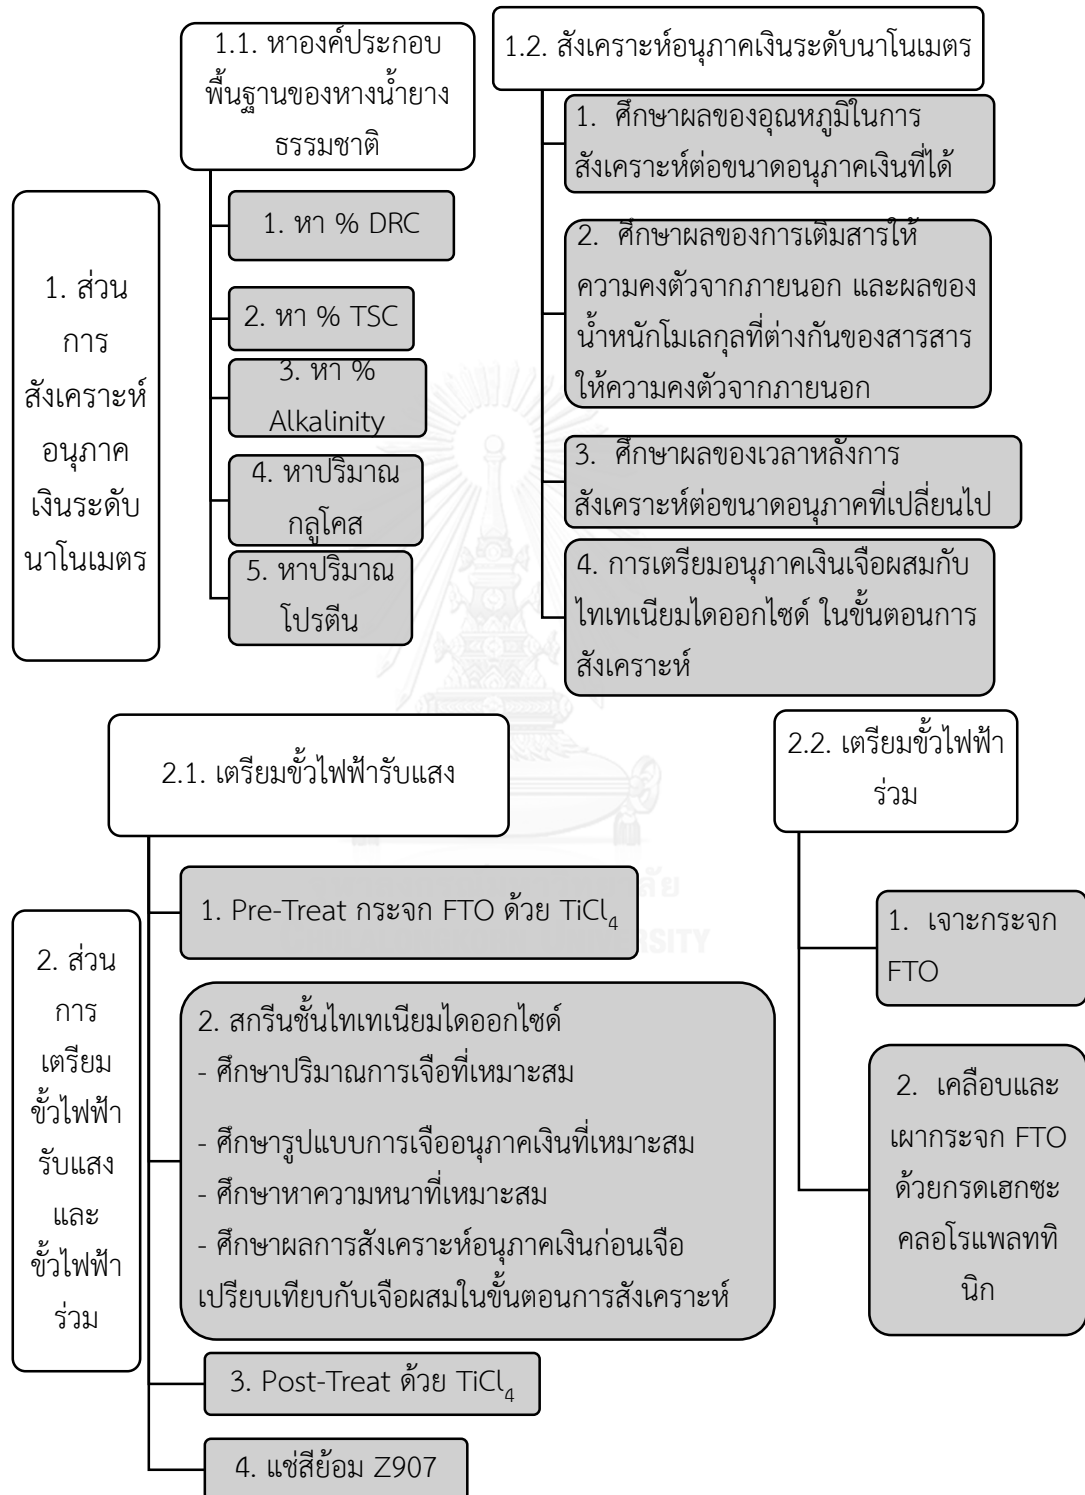 1.1. หาองค์ประกอบ
พื้นฐานของหางน้ำยาง
ธรรมชาติ
1.2. สังเคราะห์อนุภาคเงินระดับนาโนเมตร
1. ส่วน
การ
สังเคราะห์
อนุภาค
เงินระดับ
นาโนเมตร
1. หา % DRC
2. หา % TSC
3. หา %
Alkalinity
4. หาปริมาณ
กลูโคส
5. หาปริมาณ
โปรตีน
1. ศึกษาผลของอุณหภูมิในการ
สังเคราะห์ต่อขนาดอนุภาคเงินที่ได้
2. ศึกษาผลของการเติมสารให้
ความคงตัวจากภายนอก และผลของ
น้ำหนักโมเลกุลที่ต่างกันของสารสาร
ให้ความคงตัวจากภายนอก
3. ศึกษาผลของเวลาหลังการ
สังเคราะห์ต่อขนาดอนุภาคที่เปลี่ยนไป
4. การเตรียมอนุภาคเงินเจือผสมกับ
ไทเทเนียมไดออกไซด์ ในขั้นตอนการ
สังเคราะห์
2.1. เตรียมขั้วไฟฟ้ารับแสง
2.2. เตรียมขั้วไฟฟ้า
ร่วม
2. ส่วน
การ
เตรียม
ขั้วไฟฟ้า
รับแสง
และ
ขั้วไฟฟ้า
ร่วม
1. Pre-Treat กระจก FTO ด้วย TiCl₄
2. สกรีนชั้นไทเทเนียมไดออกไซด์
- ศึกษาปริมาณการเจือที่เหมาะสม
- ศึกษารูปแบบการเจืออนุภาคเงินที่เหมาะสม
- ศึกษาหาความหนาที่เหมาะสม
- ศึกษาผลการสังเคราะห์อนุภาคเงินก่อนเจือ
เปรียบเทียบกับเจือผสมในขั้นตอนการสังเคราะห์
3. Post-Treat ด้วย TiCl₄
4. แช่สีย้อม Z907
1. เจาะกระจก
FTO
2. เคลือบและ
เผากระจก FTO
ด้วยกรดเฮกซะ
คลอโรแพลทที
นิก